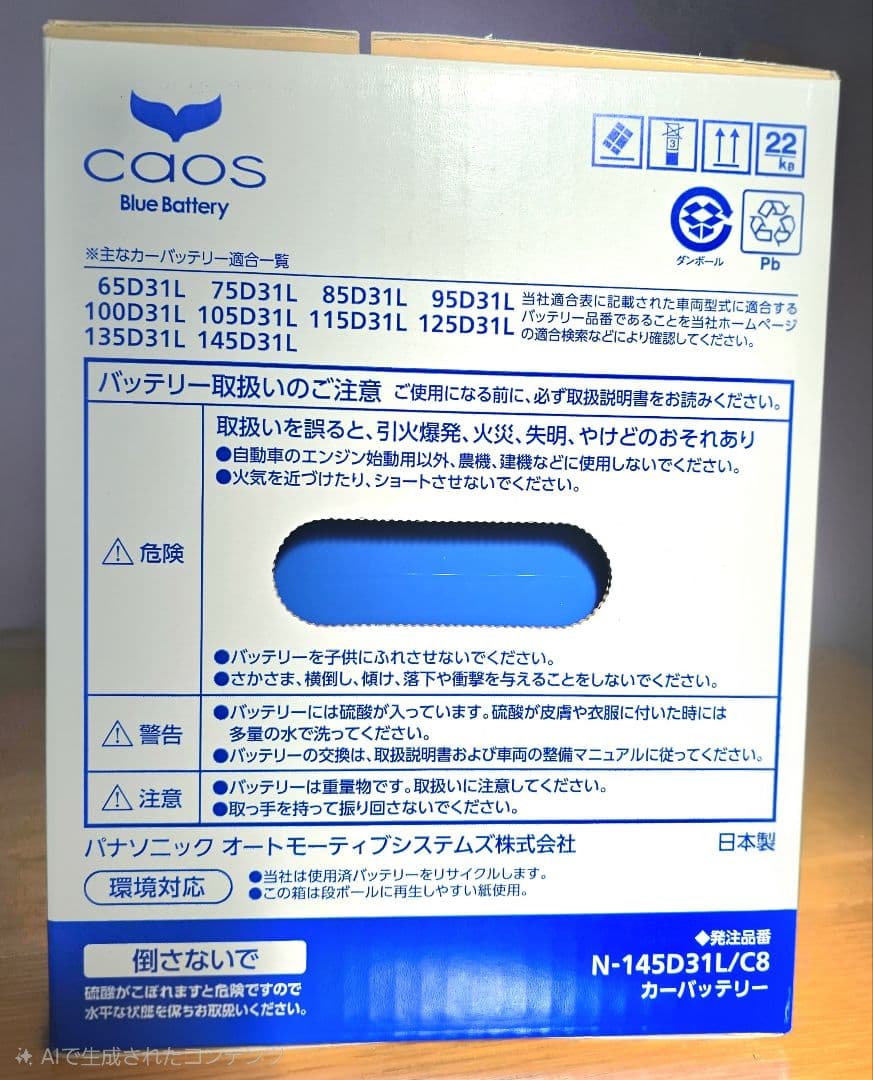 caos
Blue Battery
3
22
kg
ダンボール
Pb
※主なカーバッテリー適合一覧
65D31L 75D31L 85D31L 95D31L
100D31L 105D31L 115D31L 125D31L
135D31L 145D31L
当社適合表に記載された車両型式に適合する
バッテリー品番であることを当社ホームページ
の適合検索などにより確認してください。
バッテリー取扱いのご注意 ご使用になる前に、必ず取扱説明書をお読みください。
危険
取扱いを誤ると、引火爆発、火災、失明、やけどのおそれあり
●自動車のエンジン始動用以外、農機、建機などに使用しないでください。
●火気を近づけたり、ショートさせないでください。
●バッテリーを子供にふれさせないでください。
●さかさま、横倒し、傾け、落下や衝撃を与えることをしないでください。
警告
●バッテリーには硫酸が入っています。硫酸が皮膚や衣服に付いた時には
多量の水で洗ってください。
●バッテリーの交換は、取扱説明書および車両の整備マニュアルに従ってください。
注意
●バッテリーは重量物です。取扱いに注意してください。
●取っ手を持って振り回さないでください。
パナソニック オートモーティブシステムズ株式会社 日本製
環境対応
●当社は使用済バッテリーをリサイクルします。
●この箱は段ボールに再生しやすい紙使用。
倒さないで
硫酸がこぼれますと危険ですので
水平な状態を保ちお取扱いください。
◆発注品番
N-145D31L/C8
カーバッテリー
AIで生成されたコンテンツ